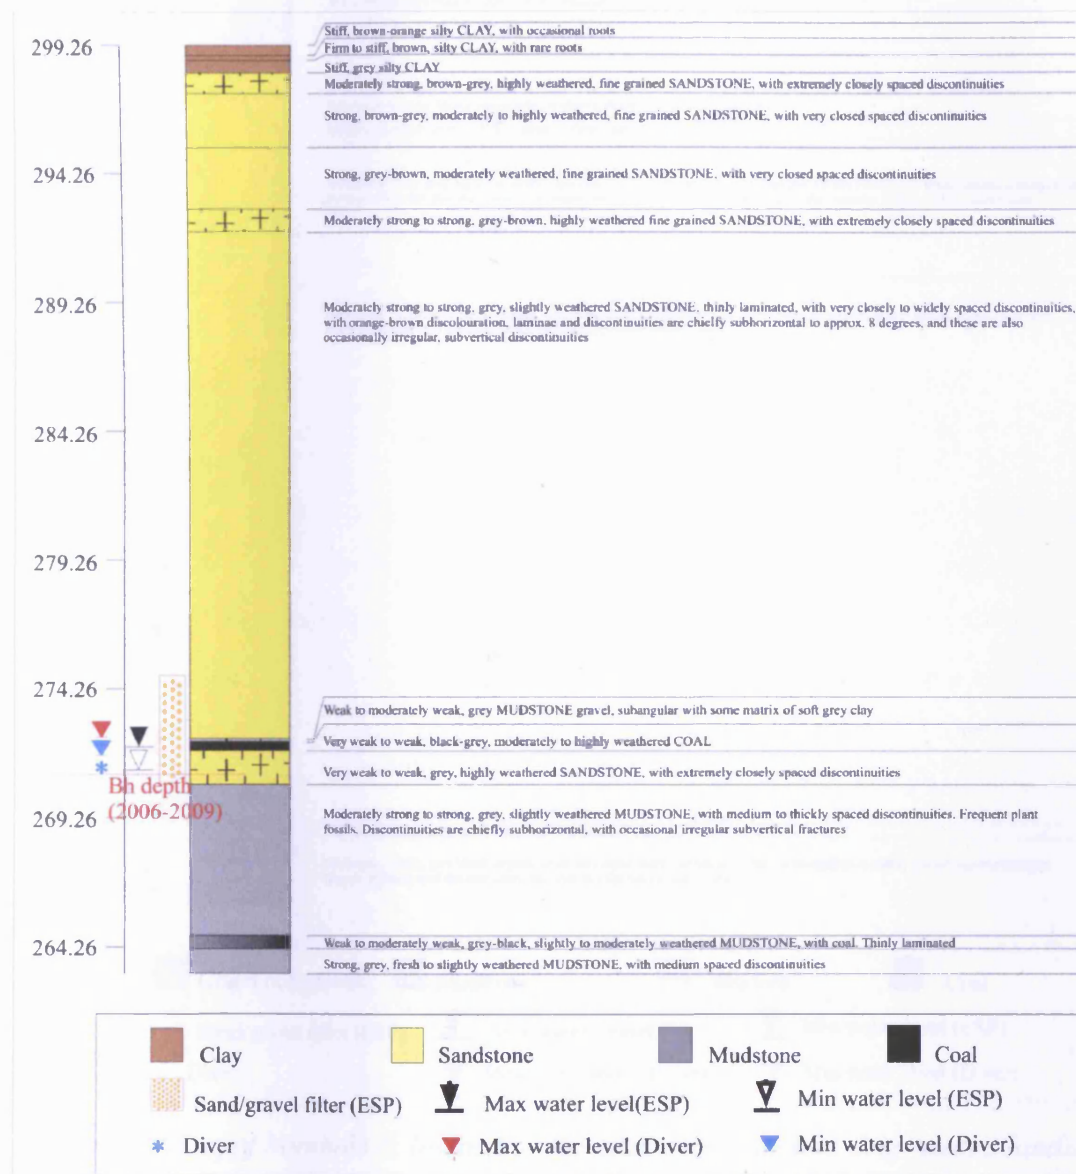 299.26
Stiff, brown-orange silty CLAY, with occasional roots
Firm to stiff, brown, silty CLAY, with rare roots
Stiff, grey silty CLAY
Moderately strong, brown-grey, highly weathered, fine grained SANDSTONE, with extremely closely spaced discontinuities
Strong, brown-grey, moderately to highly weathered, fine grained SANDSTONE, with very closed spaced discontinuities
294.26
Strong, grey-brown, moderately weathered, fine grained SANDSTONE, with very closed spaced discontinuities
Moderately strong to strong, grey-brown, highly weathered fine grained SANDSTONE, with extremely closely spaced discontinuities
289.26
Moderately strong to strong, grey, slightly weathered SANDSTONE, thinly laminated, with very closely to widely spaced discontinuities,
with orange-brown discolouration, laminae and discontinuities are chielfy subhorizontal to approx. 8 degrees, and these are also
occasionally irregular, subvertical discontinuities
284.26
279.26
274.26
Weak to moderately weak, grey MUDSTONE gravel, subangular with some matrix of soft grey clay
Very weak to weak, black-grey, moderately to highly weathered COAL
Very weak to weak, grey, highly weathered SANDSTONE, with extremely closely spaced discontinuities
Bh depth
(2006-2009)
269.26
Moderately strong to strong, grey, slightly weathered MUDSTONE, with medium to thickly spaced discontinuities. Frequent plant
fossils. Discontinuities are chiefly subhorizontal, with occasional irregular subvertical fractures
264.26
Weak to moderately weak, grey-black, slightly to moderately weathered MUDSTONE, with coal. Thinly laminated
Strong, grey, fresh to slightly weathered MUDSTONE, with medium spaced discontinuities
Clay
Sandstone
Mudstone
Coal
Sand/gravel filter (ESP)
Max water level(ESP)
Min water level (ESP)
Diver
Max water level (Diver)
Min water level (Diver)